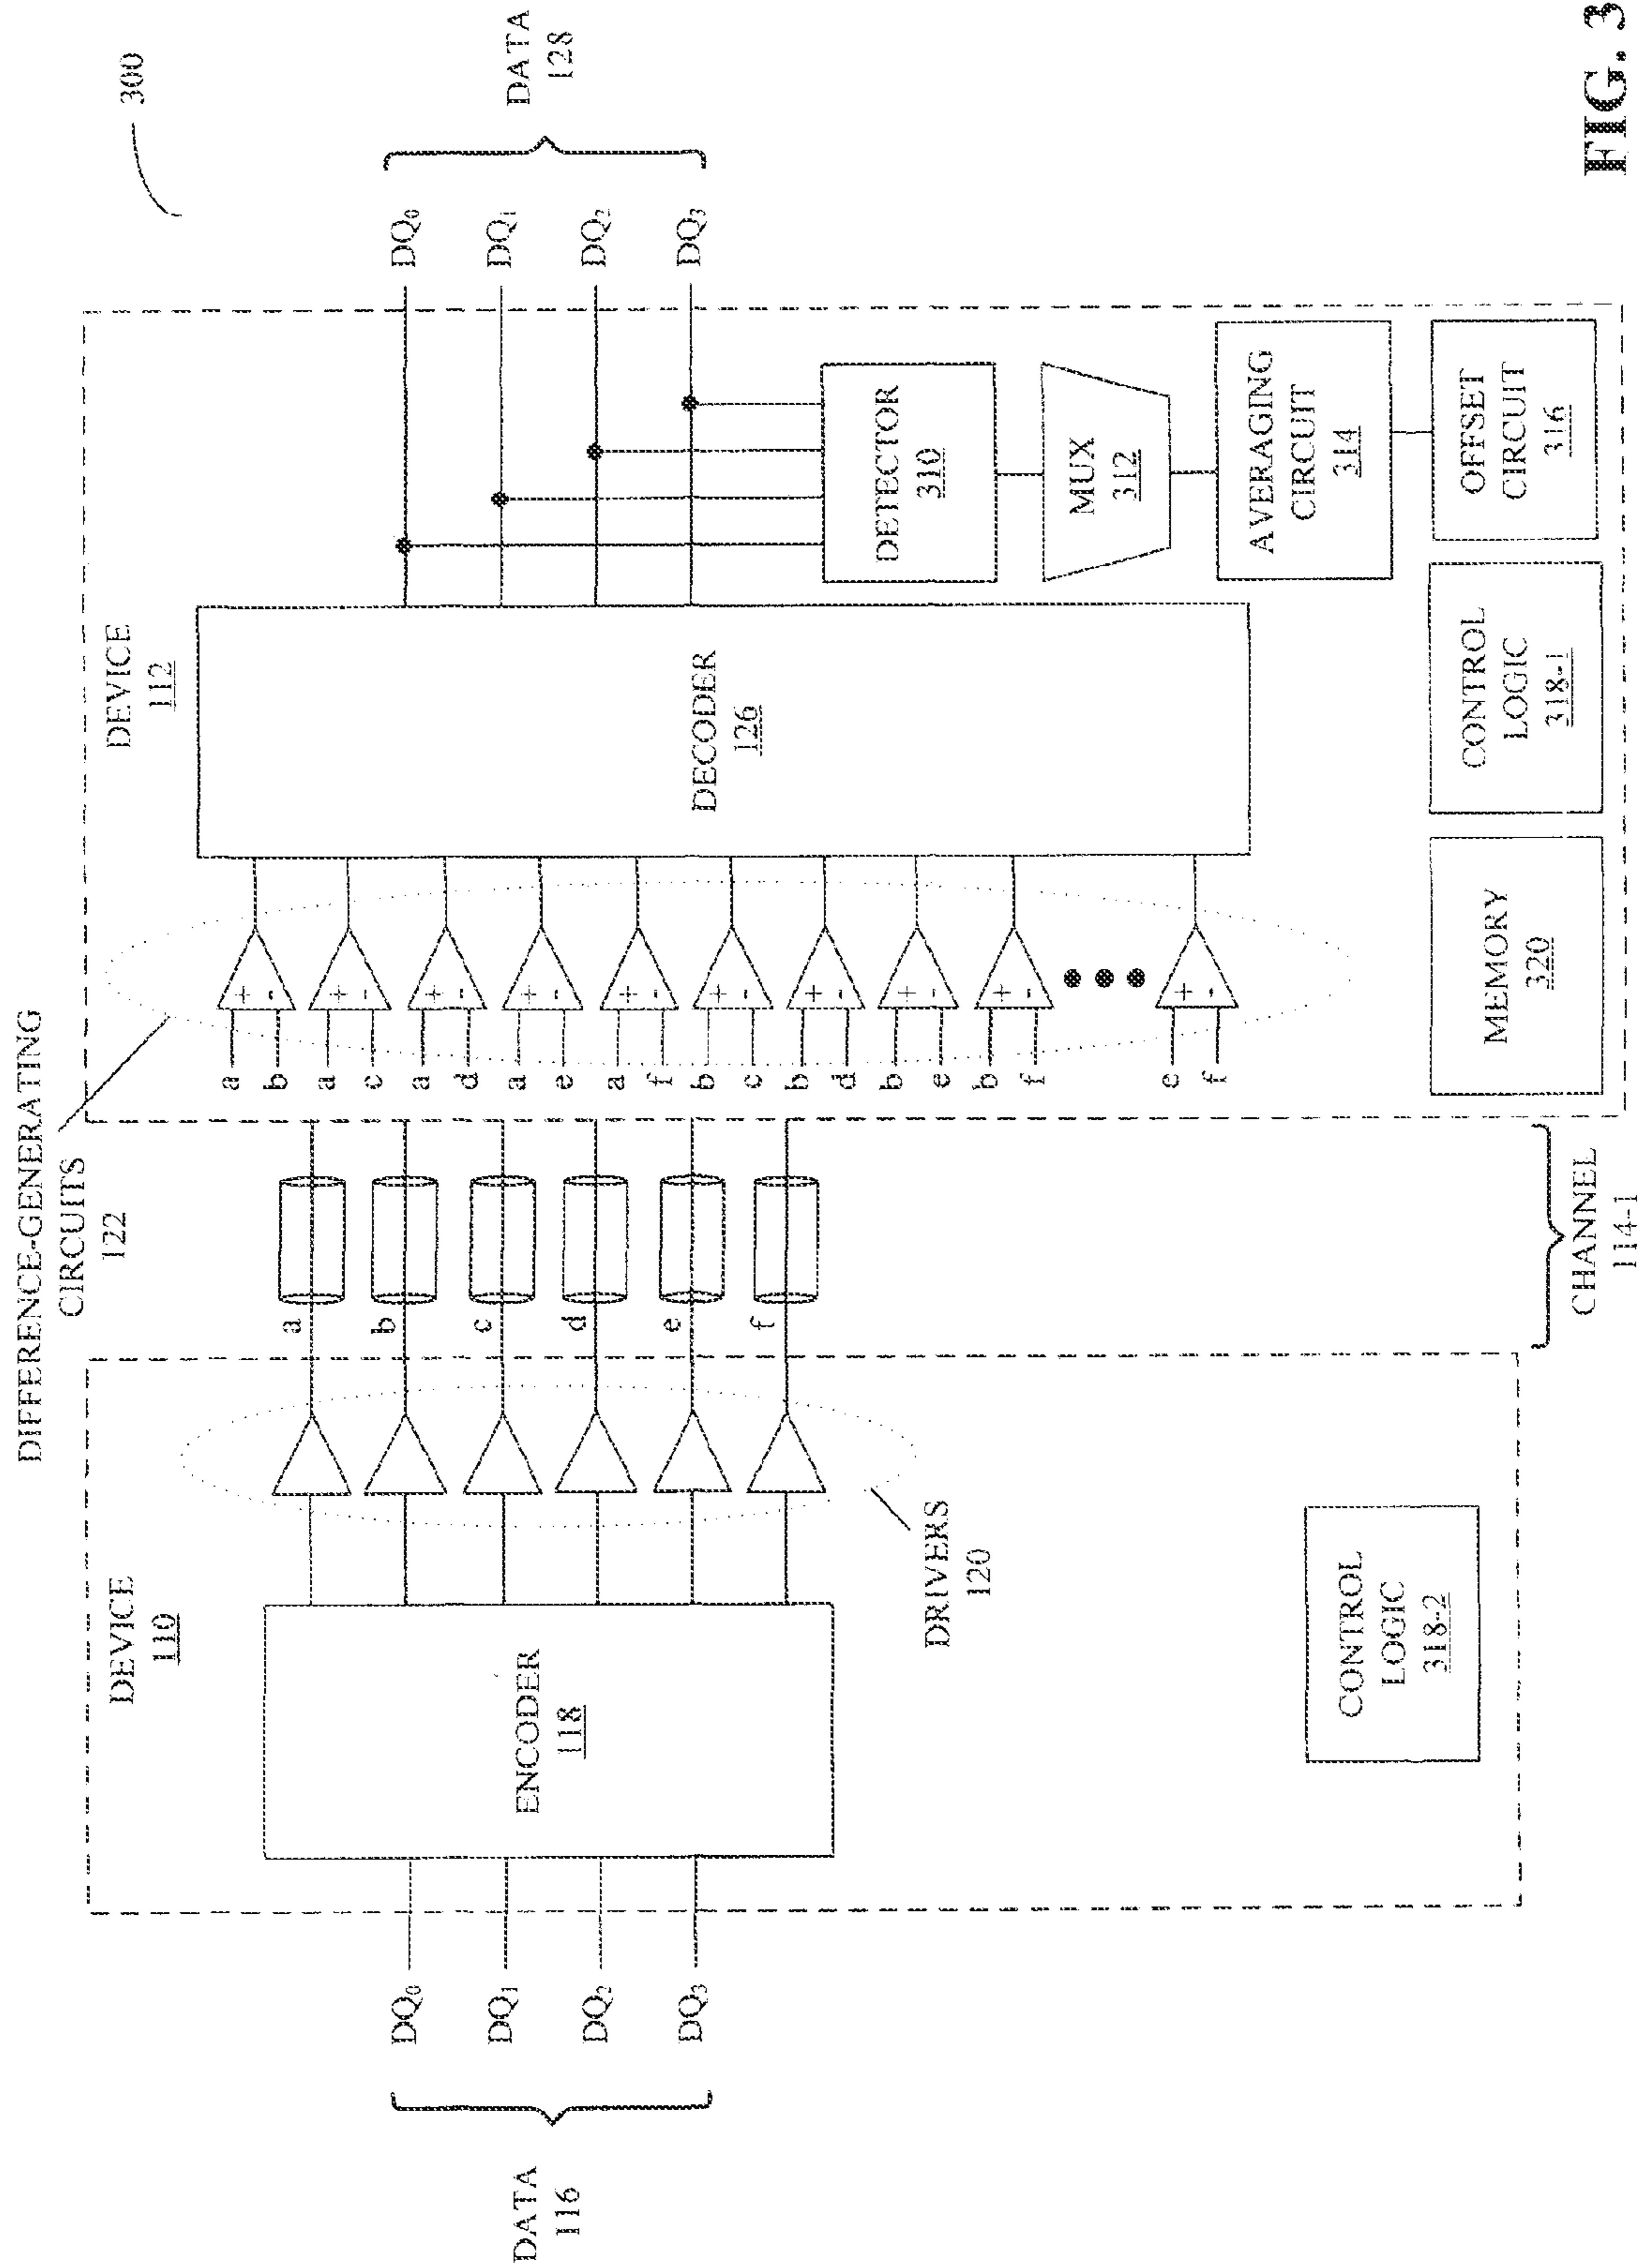 300
DIFFERENCE-GENERATING
CIRCUITS
122
DEVICE
110
DEVICE
112
DATA
116
DQ₀
DQ₁
DQ₂
DQ₃
ENCODER
118
DRIVERS
120
a
b
c
d
e
f
a
+
b
-
a
+
c
-
a
+
d
-
a
+
e
-
a
+
f
-
b
+
c
-
b
+
d
-
b
+
e
-
b
+
f
-
e
+
f
-
DECODER
126
DQ₀
DQ₁
DQ₂
DQ₃
DATA
128
DETECTOR
310
MUX
312
AVERAGING
CIRCUIT
314
OFFSET
CIRCUIT
316
CONTROL
LOGIC
318-2
MEMORY
320
CONTROL
LOGIC
318-1
CHANNEL
114-1
FIG. 3